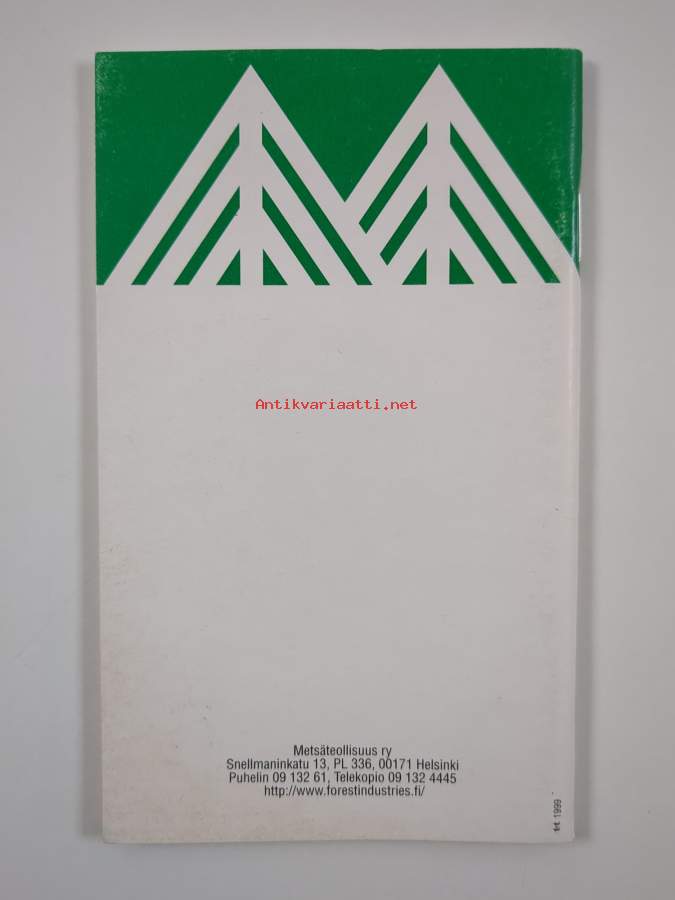 Antikvariaatti.net
Metsäteollisuus ry
Snellmaninkatu 13, PL 336, 00171 Helsinki
Puhelin 09 132 61, Telekopio 09 132 4445
http://www.forestindustries.fi/
1999